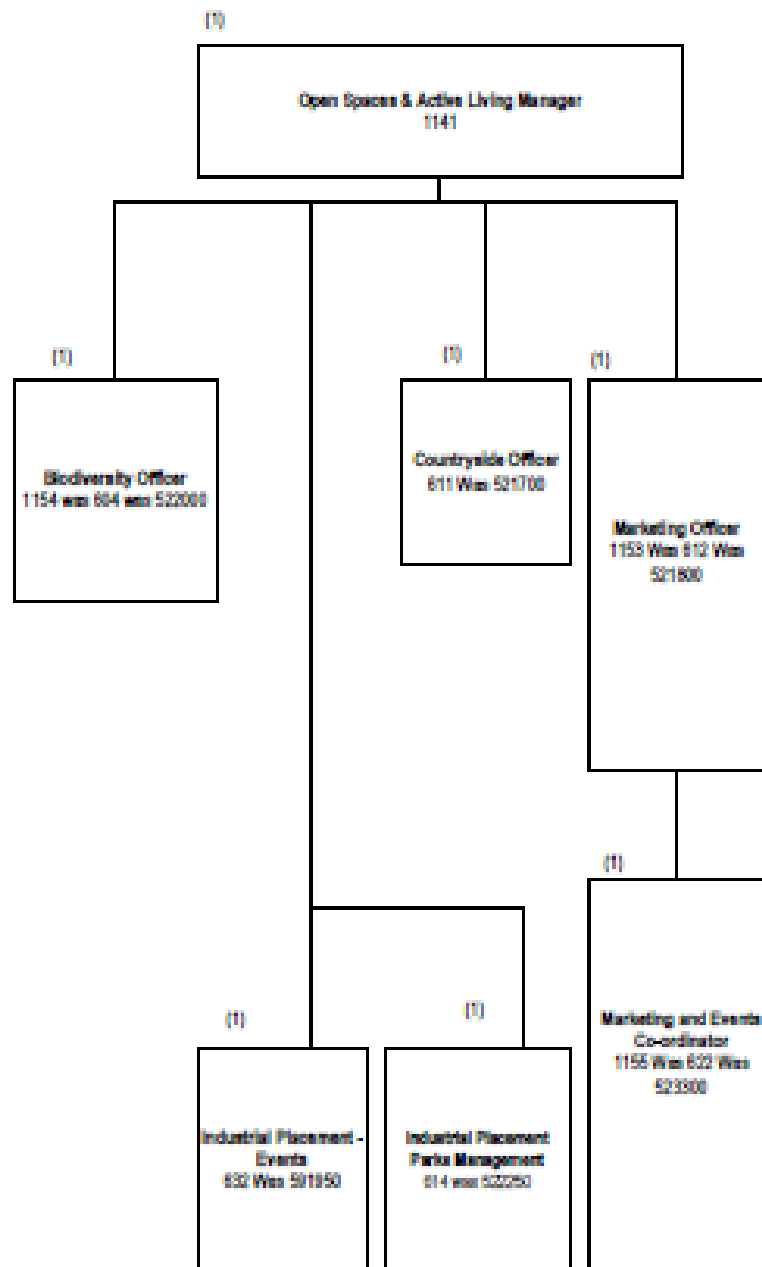 (1)
Open Spaces & Active Living Manager
1141
(1)
Biodiversity Officer
1154 was 604 was 522000
(1)
Countryside Officer
611 Was 521700
(1)
Marketing Officer
1153 Was 612 Was
521800
(1)
Marketing and Events
Co-ordinator
1155 Was 622 Was
523300
(1)
Industrial Placement -
Events
632 Was 591950
(1)
Industrial Placement
Parks Management
614 was 522250